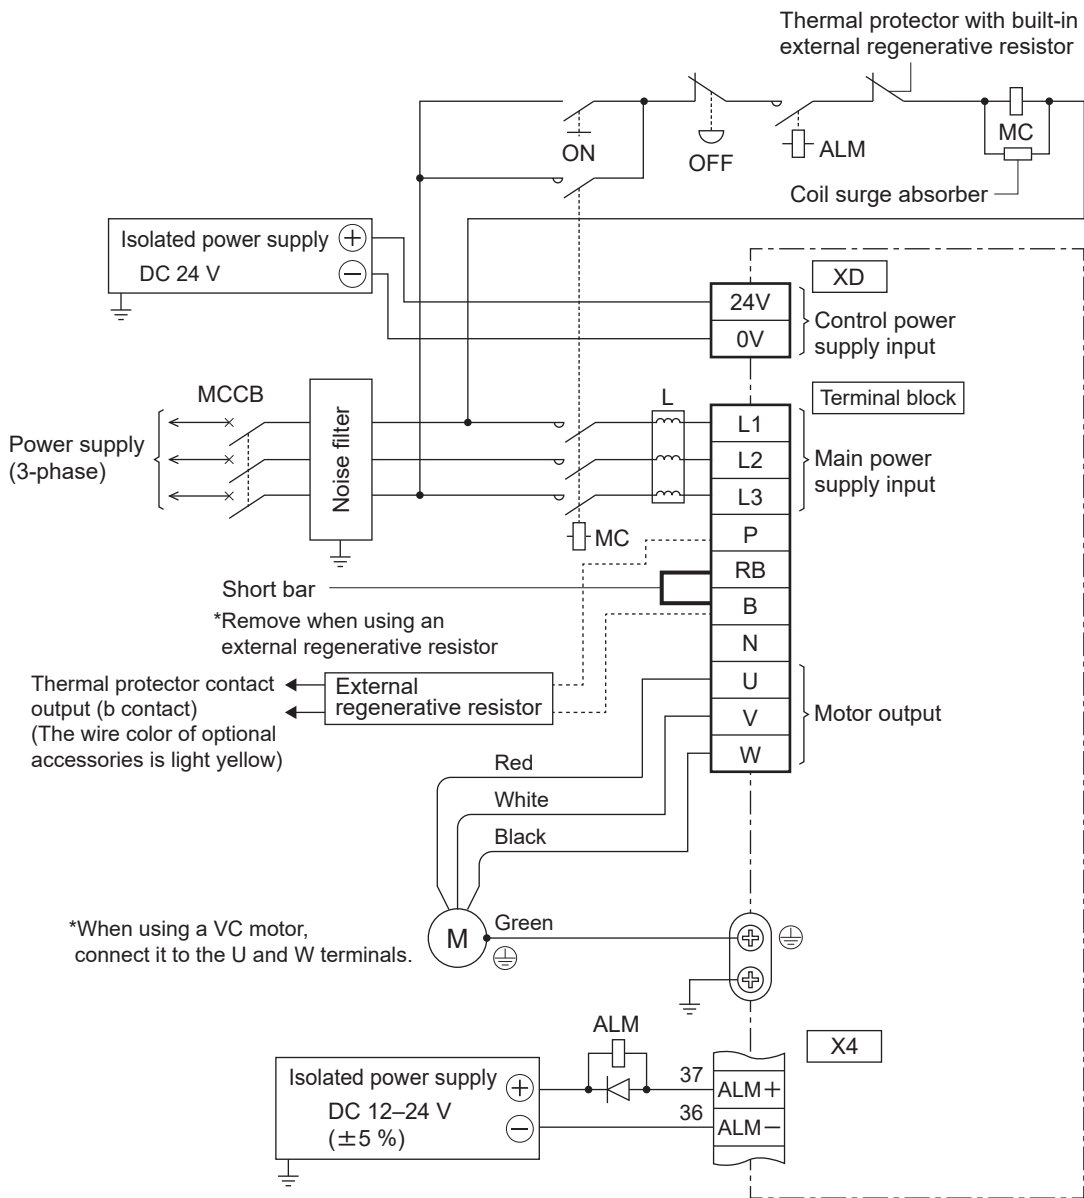 Thermal protector with built-in
external regenerative resistor
ON
OFF
ALM
MC
Coil surge absorber
Isolated power supply
DC 24 V
XD
24V
0V
Control power
supply input
MCCB
Noise filter
L
Terminal block
Power supply
(3-phase)
L1
L2
L3
Main power
supply input
MC
P
RB
B
N
U
V
W
Short bar
*Remove when using an
external regenerative resistor
Thermal protector contact
output (b contact)
(The wire color of optional
accessories is light yellow)
External
regenerative resistor
Motor output
Red
White
Black
*When using a VC motor,
connect it to the U and W terminals.
M
Green
ALM
X4
Isolated power supply
DC 12–24 V
(±5 %)
37
36
ALM+
ALM−